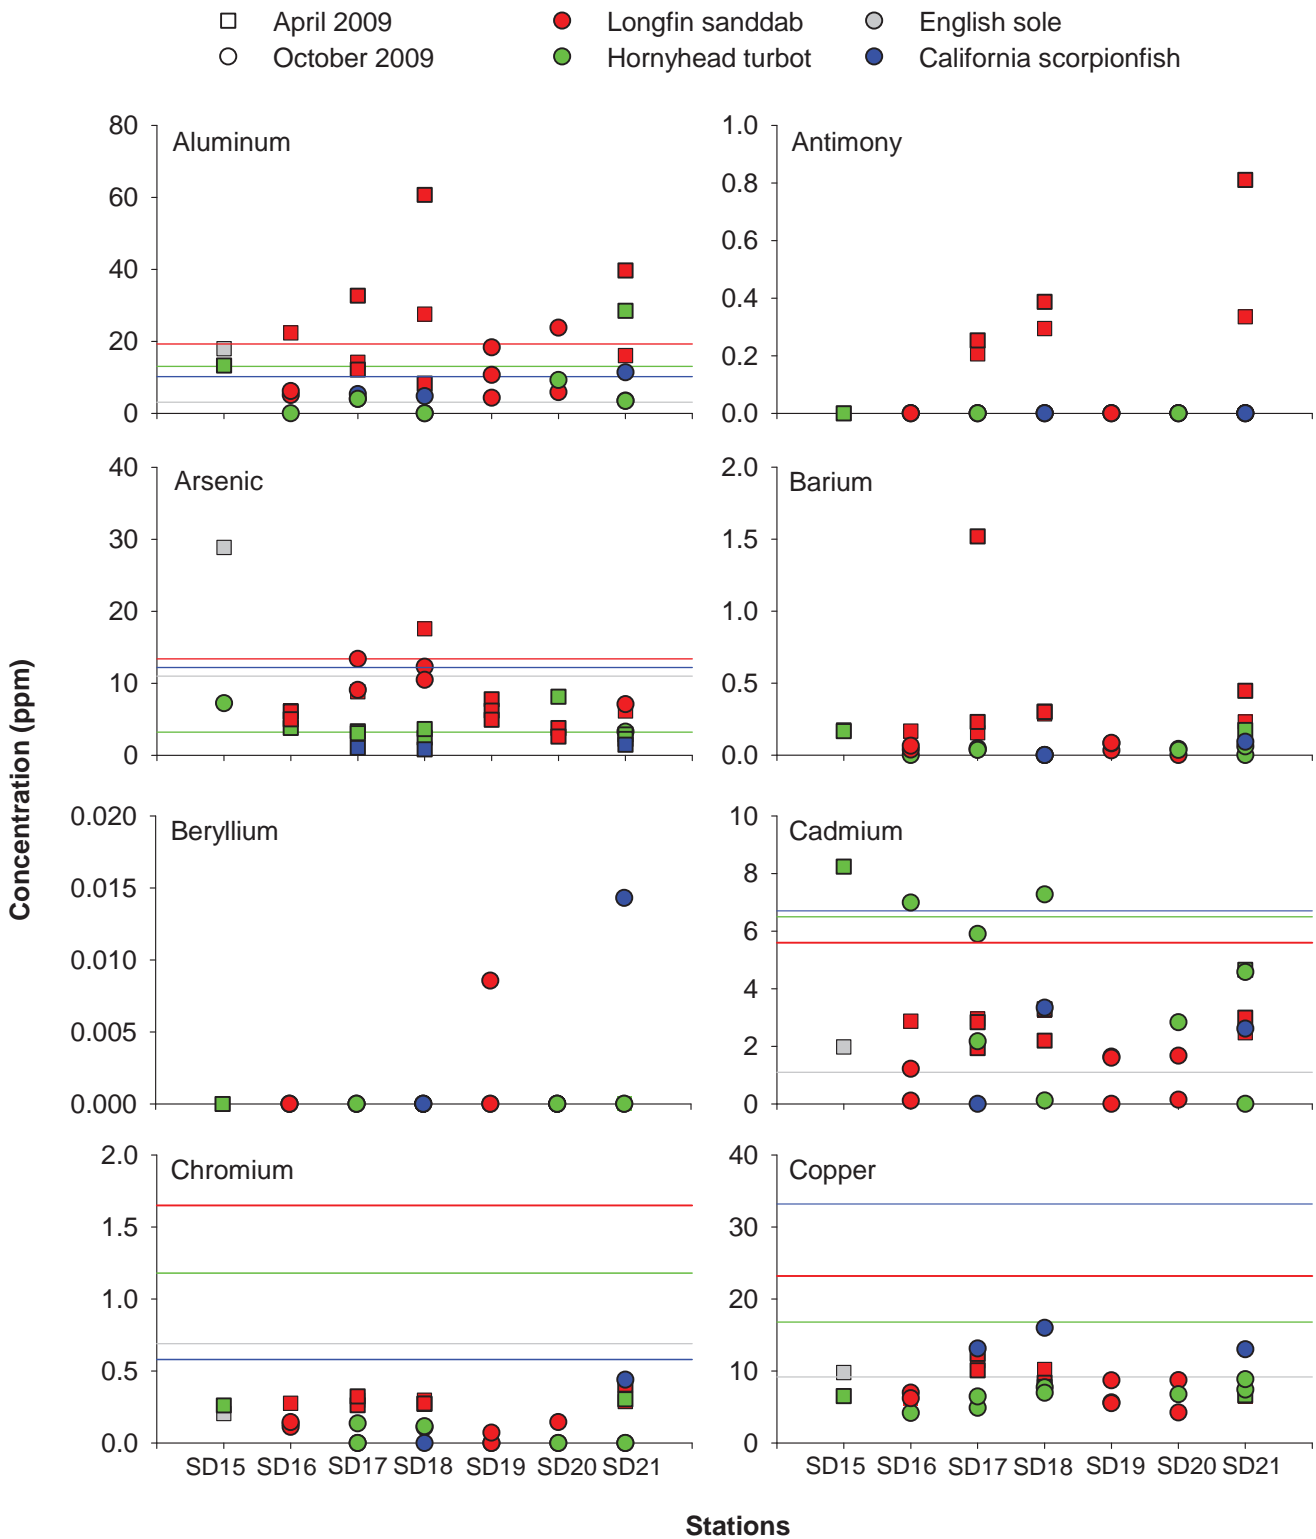 April 2009
Longfin sanddab
English sole
October 2009
Hornyhead turbot
California scorpionfish
Concentration (ppm)
Aluminum
80
60
40
20
0
Antimony
1.0
0.8
0.6
0.4
0.2
0.0
Arsenic
40
30
20
10
0
Barium
2.0
1.5
1.0
0.5
0.0
Beryllium
0.020
0.015
0.010
0.005
0.000
Cadmium
10
8
6
4
2
0
Chromium
2.0
1.5
1.0
0.5
0.0
Copper
40
30
20
10
0
SD15 SD16 SD17 SD18 SD19 SD20 SD21
SD15 SD16 SD17 SD18 SD19 SD20 SD21
Stations